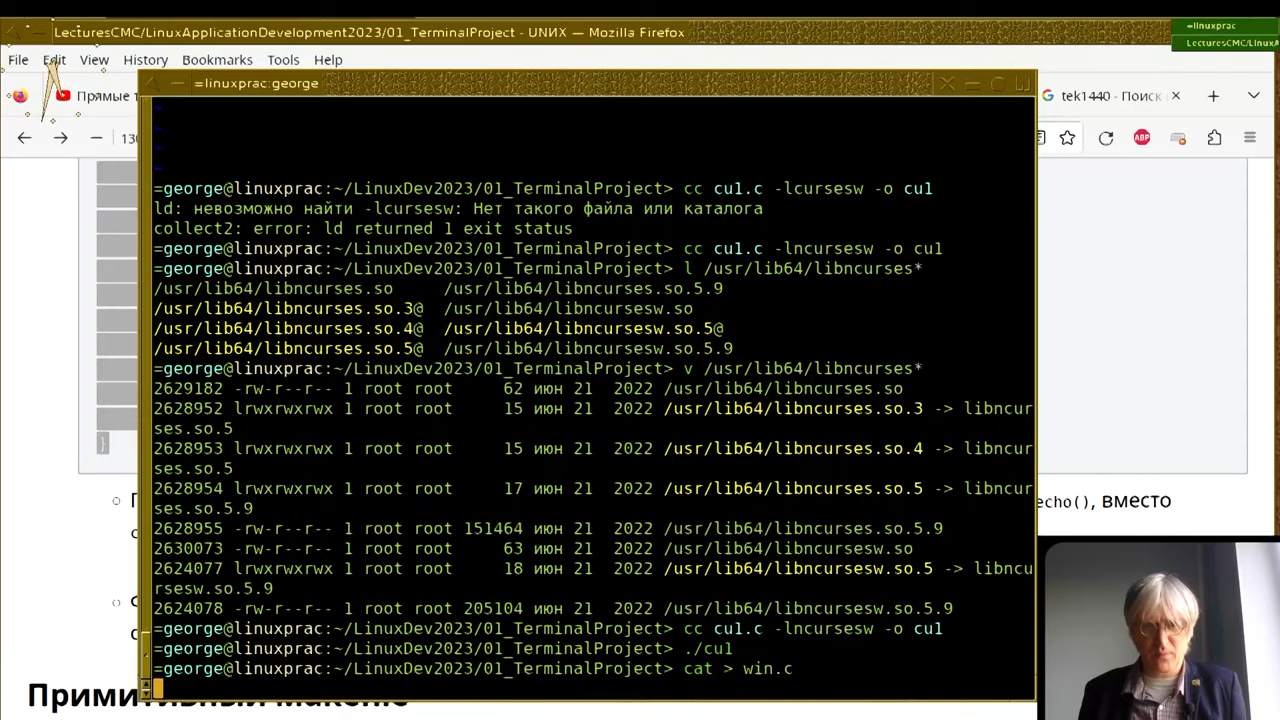 =linuxprac
LecturesCMC/LinuxA
LecturesCMC/LinuxApplicationDevelopment2023/01_TerminalProject - UNИX — Mozilla Firefox
File Edit View History Bookmarks Tools Help
=linuxprac:george
Прямые т
tek1440 - Поиск
130
ABP
=george@linuxprac:~/LinuxDev2023/01_TerminalProject> cc cu1.c -lcursesw -o cu1
ld: невозможно найти -lcursesw: Нет такого файла или каталога
collect2: error: ld returned 1 exit status
=george@linuxprac:~/LinuxDev2023/01_TerminalProject> cc cu1.c -lncursesw -o cu1
=george@linuxprac:~/LinuxDev2023/01_TerminalProject> l /usr/lib64/libncurses*
/usr/lib64/libncurses.so /usr/lib64/libncurses.so.5.9
/usr/lib64/libncurses.so.3@ /usr/lib64/libncursesw.so
/usr/lib64/libncurses.so.4@ /usr/lib64/libncursesw.so.5@
/usr/lib64/libncurses.so.5@ /usr/lib64/libncursesw.so.5.9
=george@linuxprac:~/LinuxDev2023/01_TerminalProject> v /usr/lib64/libncurses*
2629182 -rw-r--r-- 1 root root 62 июн 21 2022 /usr/lib64/libncurses.so
2628952 lrwxrwxrwx 1 root root 15 июн 21 2022 /usr/lib64/libncurses.so.3 -> libncur
ses.so.5
2628953 lrwxrwxrwx 1 root root 15 июн 21 2022 /usr/lib64/libncurses.so.4 -> libncur
ses.so.5
2628954 lrwxrwxrwx 1 root root 17 июн 21 2022 /usr/lib64/libncurses.so.5 -> libncur
ses.so.5.9
2628955 -rw-r--r-- 1 root root 151464 июн 21 2022 /usr/lib64/libncurses.so.5.9
2630073 -rw-r--r-- 1 root root 63 июн 21 2022 /usr/lib64/libncursesw.so
2624077 lrwxrwxrwx 1 root root 18 июн 21 2022 /usr/lib64/libncursesw.so.5 -> libncu
rsesw.so.5.9
2624078 -rw-r--r-- 1 root root 205104 июн 21 2022 /usr/lib64/libncursesw.so.5.9
=george@linuxprac:~/LinuxDev2023/01_TerminalProject> cc cu1.c -lncursesw -o cu1
=george@linuxprac:~/LinuxDev2023/01_TerminalProject> ./cu1
=george@linuxprac:~/LinuxDev2023/01_TerminalProject> cat > win.c
}
echo(), вместо